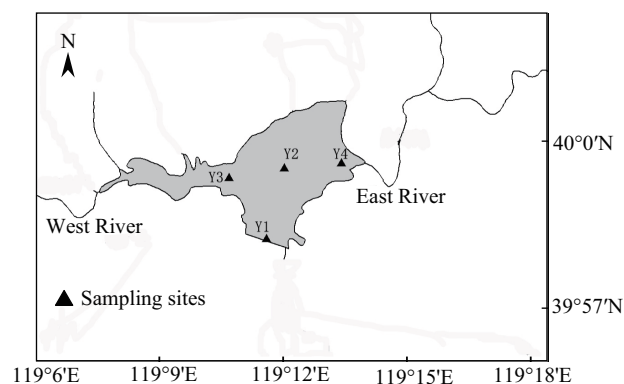 N
40°0′N
Y2
Y4
Y3
East River
West River
Y1
Sampling sites
39°57′N
119°6′E
119°9′E
119°12′E
119°15′E
119°18′E